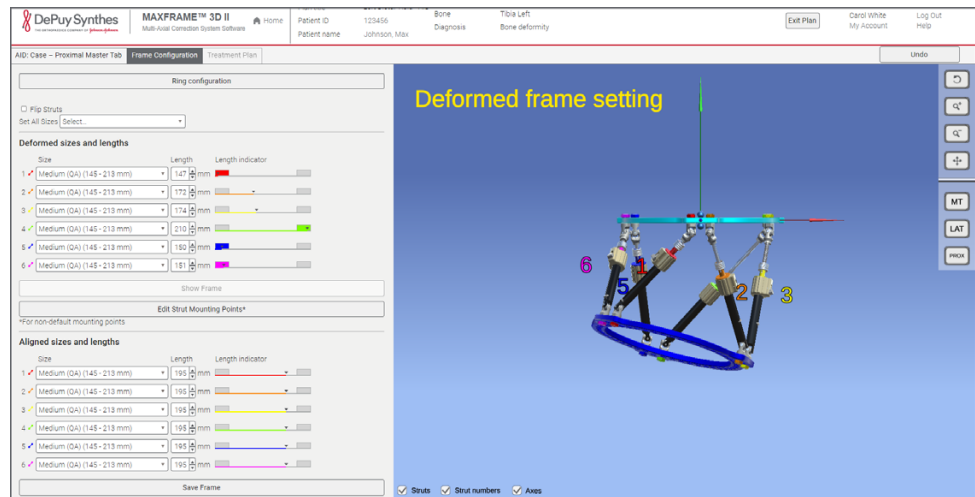 DePuy Synthes
MAXFRAME™ 3D II
Multi-Axial Correction System Software
Home
Patient ID 123456
Patient name Johnson, Max
Bone Tibia Left
Diagnosis Bone deformity
Exit Plan
Carol White
My Account
Log Out
Help
AID: Case – Proximal Master Tab Frame Configuration Treatment Plan
Undo
Ring configuration
Flip Struts
Set All Sizes Select...
Deformed sizes and lengths
Size Length Length indicator
1 Medium (QA) (145 - 213 mm) 147 mm
2 Medium (QA) (145 - 213 mm) 172 mm
3 Medium (QA) (145 - 213 mm) 174 mm
4 Medium (QA) (145 - 213 mm) 210 mm
5 Medium (QA) (145 - 213 mm) 150 mm
6 Medium (QA) (145 - 213 mm) 151 mm
Show Frame
Edit Strut Mounting Points*
*For non-default mounting points
Aligned sizes and lengths
Size Length Length indicator
1 Medium (QA) (145 - 213 mm) 195 mm
2 Medium (QA) (145 - 213 mm) 195 mm
3 Medium (QA) (145 - 213 mm) 195 mm
4 Medium (QA) (145 - 213 mm) 195 mm
5 Medium (QA) (145 - 213 mm) 195 mm
6 Medium (QA) (145 - 213 mm) 195 mm
Save Frame
Deformed frame setting
6
1
5
2
3
MT
LAT
PROX
Struts Strut numbers Axes